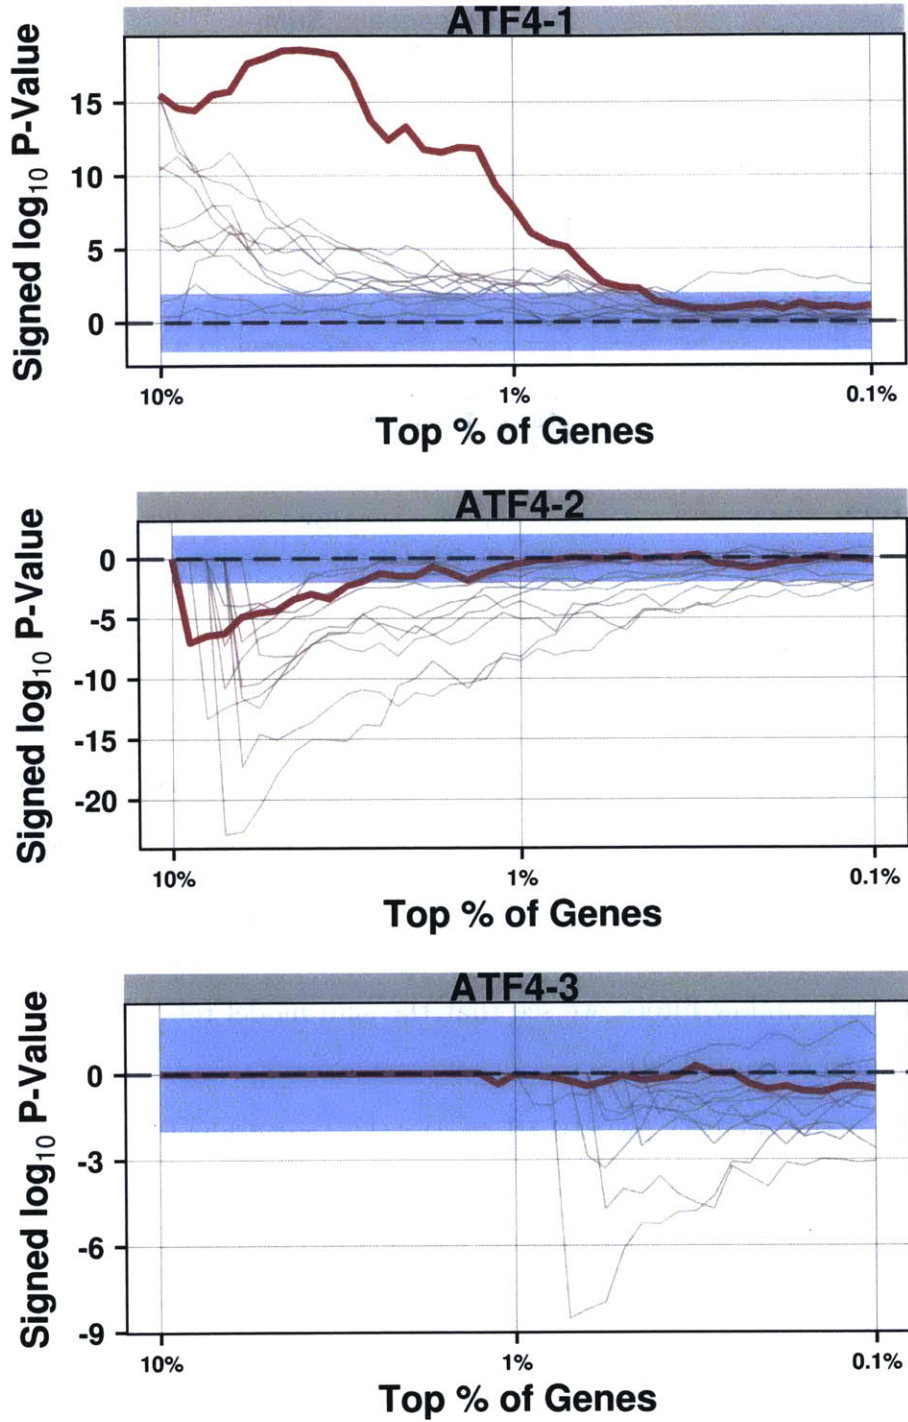 ATF4-1
Signed log10 P-Value
15
10
5
0
10%
1%
0.1%
Top % of Genes
ATF4-2
Signed log10 P-Value
0
-5
-10
-15
-20
10%
1%
0.1%
Top % of Genes
ATF4-3
Signed log10 P-Value
0
-3
-6
-9
10%
1%
0.1%
Top % of Genes